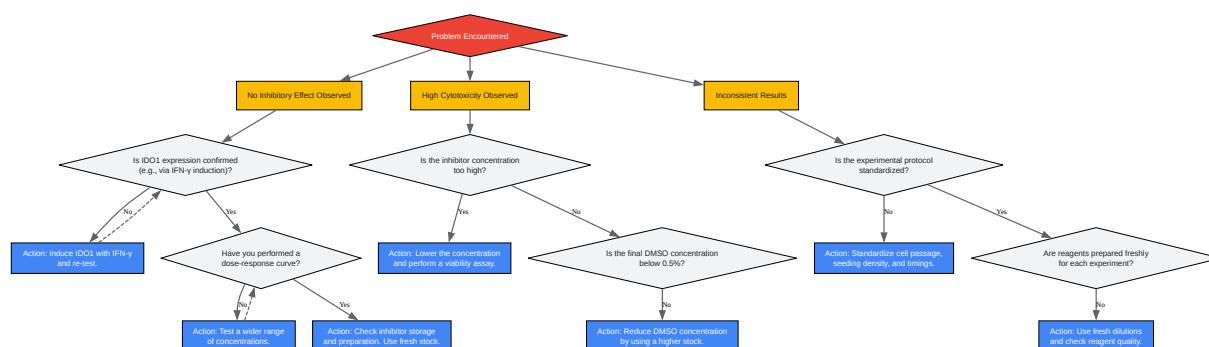 Problem Encountered
No Inhibitory Effect Observed
High Cytotoxicity Observed
Inconsistent Results
Is IDO1 expression confirmed
(e.g., via IFN-γ induction)?
Is the inhibitor concentration
too high?
Is the experimental protocol
standardized?
No
Yes
Yes
No
No
Yes
Action: Induce IDO1 with IFN-γ
and re-test.
Have you performed a
dose-response curve?
Action: Lower the concentration
and perform a viability assay.
Is the final DMSO concentration
below 0.5%?
Action: Standardize cell passage,
seeding density, and timings.
Are reagents prepared freshly
for each experiment?
No
Yes
No
No
Action: Test a wider range
of concentrations.
Action: Check inhibitor storage
and preparation. Use fresh stock.
Action: Reduce DMSO concentration
by using a higher stock.
Action: Use fresh dilutions
and check reagent quality.